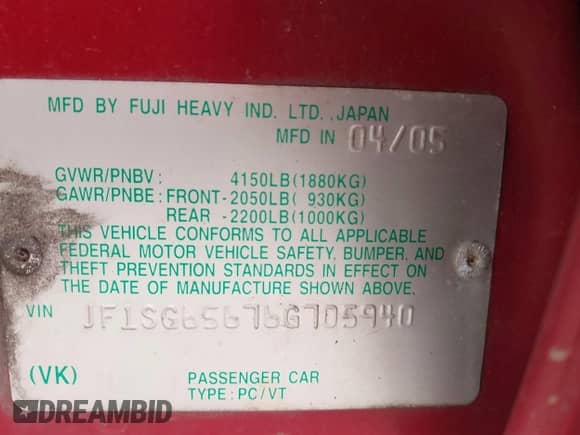 MFD BY FUJI HEAVY IND. LTD. JAPAN
MFD IN 04/05
GVWR/PNBV : 4150LB(1880KG)
GAWR/PNBE : FRONT-2050LB( 930KG)
REAR -2200LB(1000KG)
THIS VEHICLE CONFORMS TO ALL APPLICABLE
FEDERAL MOTOR VEHICLE SAFETY, BUMPER, AND
THEFT PREVENTION STANDARDS IN EFFECT ON
THE DATE OF MANUFACTURE SHOWN ABOVE.
VIN JF1SG65676G705940
(VK) PASSENGER CAR
TYPE : PC/VT
DREAMBID